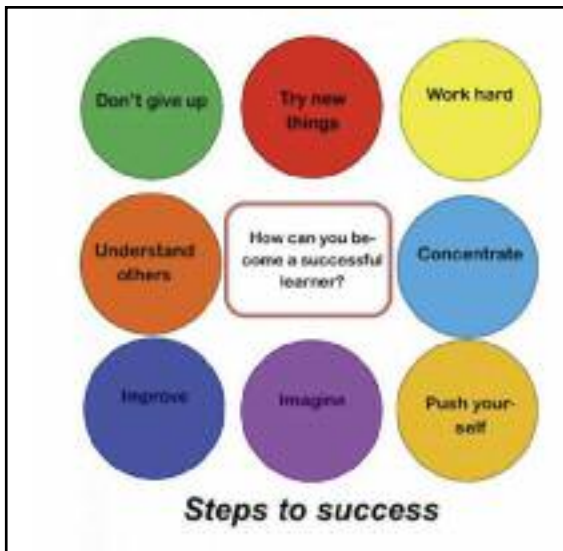 Don't give up
Try new
things
Work hard
Understand
others
How can you be-
come a successful
learner?
Concentrate
Improve
Imagine
Push your-
self
Steps to success